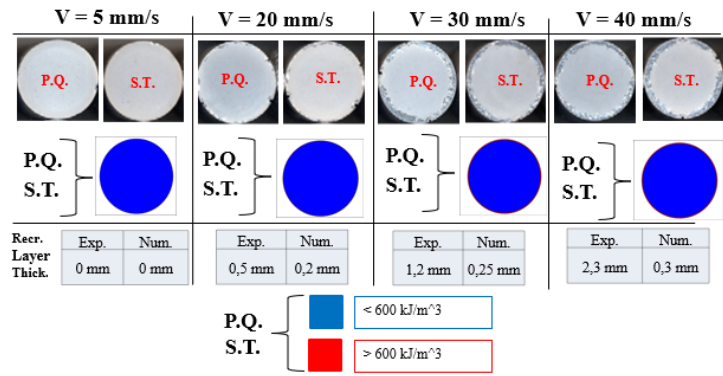 V = 5 mm/s V = 20 mm/s V = 30 mm/s V = 40 mm/s
P.Q. S.T. P.Q. S.T. P.Q. S.T. P.Q. S.T.
P.Q. P.Q. P.Q. P.Q.
S.T. S.T. S.T. S.T.
Recr.
Layer
Thick.
Exp. Num. Exp. Num. Exp. Num. Exp. Num.
0 mm 0 mm 0,5 mm 0,2 mm 1,2 mm 0,25 mm 2,3 mm 0,3 mm
P.Q.
S.T.
< 600 kJ/m^3
> 600 kJ/m^3